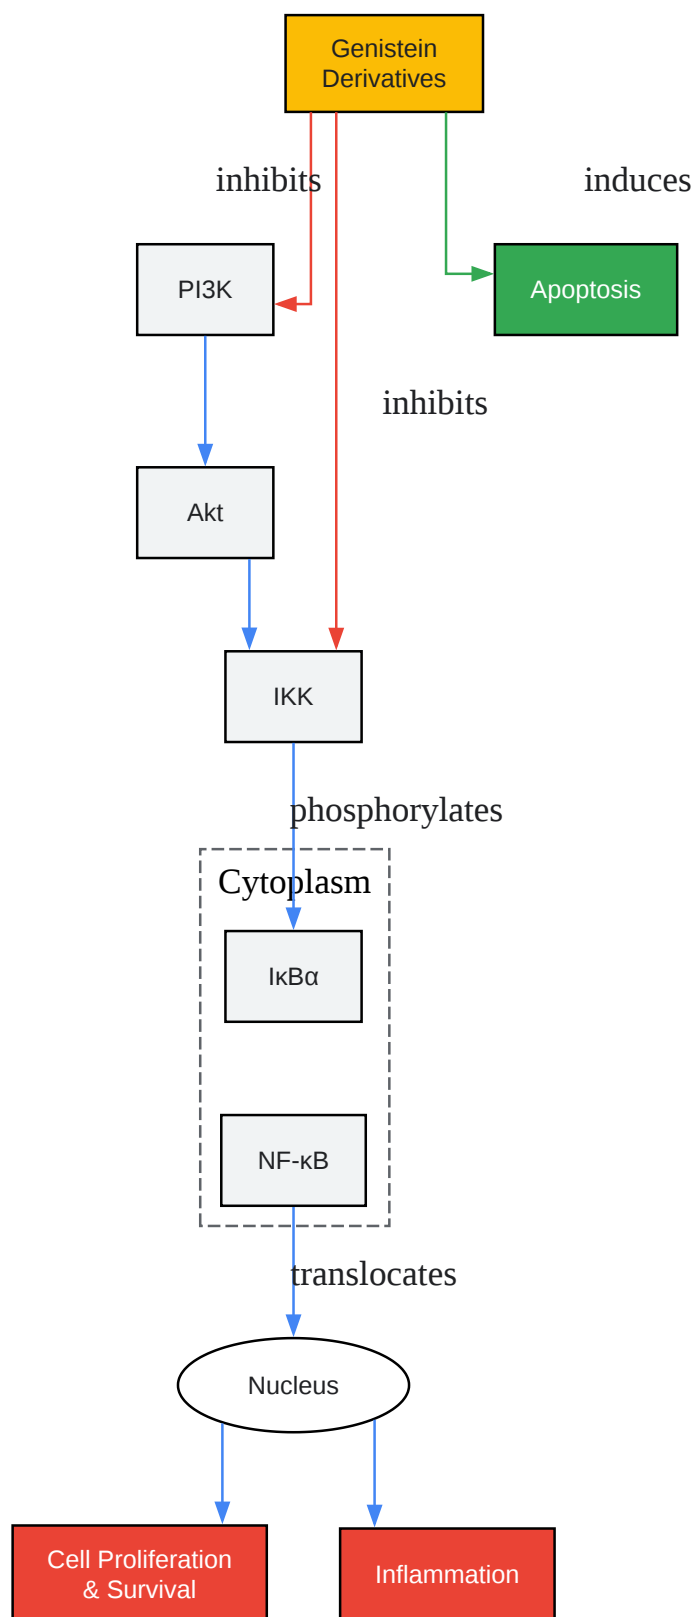 Genistein
Derivatives
inhibits
induces
PI3K
Apoptosis
inhibits
Akt
IKK
phosphorylates
Cytoplasm
IκBα
NF-κB
translocates
Nucleus
Cell Proliferation
& Survival
Inflammation